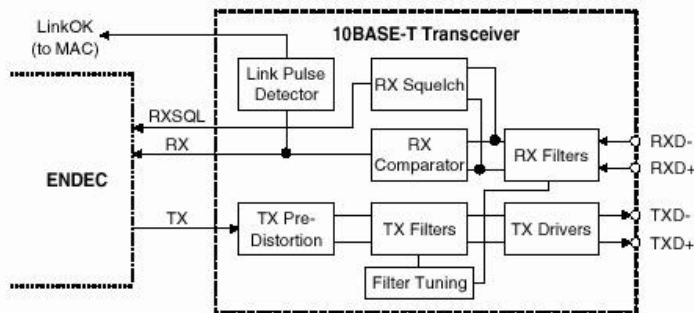 LinkOK
(to MAC)
10BASE-T Transceiver
Link Pulse
Detector
RX Squelch
RXSQL
RX
RX
Comparator
RX Filters
RXD-
RXD+
ENDEC
TX
TX Pre-
Distortion
TX Filters
TX Drivers
TXD-
TXD+
Filter Tuning